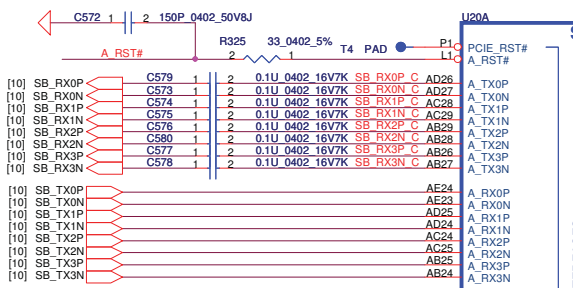 C572 1 2 150P_0402_50V8J U20A
A_RST# R325 2 1 33_0402_5% T4 PAD P1 PCIE_RST#
L1 A_RST#
[10] SB_RX0P C579 1 2 0.1U_0402_16V7K SB_RX0P_C AD26 A_TX0P
[10] SB_RX0N C573 1 2 0.1U_0402_16V7K SB_RX0N_C AD27 A_TX0N
[10] SB_RX1P C574 1 2 0.1U_0402_16V7K SB_RX1P_C AC28 A_TX1P
[10] SB_RX1N C575 1 2 0.1U_0402_16V7K SB_RX1N_C AC29 A_TX1N
[10] SB_RX2P C576 1 2 0.1U_0402_16V7K SB_RX2P_C AB29 A_TX2P
[10] SB_RX2N C580 1 2 0.1U_0402_16V7K SB_RX2N_C AB28 A_TX2N
[10] SB_RX3P C577 1 2 0.1U_0402_16V7K SB_RX3P_C AB26 A_TX3P
[10] SB_RX3N C578 1 2 0.1U_0402_16V7K SB_RX3N_C AB27 A_TX3N
[10] SB_TX0P AE24 A_RX0P
[10] SB_TX0N AE23 A_RX0N
[10] SB_TX1P AD25 A_RX1P
[10] SB_TX1N AD24 A_RX1N
[10] SB_TX2P AC24 A_RX2P
[10] SB_TX2N AC25 A_RX2N
[10] SB_TX3P AB25 A_RX3P
[10] SB_TX3N AB24 A_RX3N